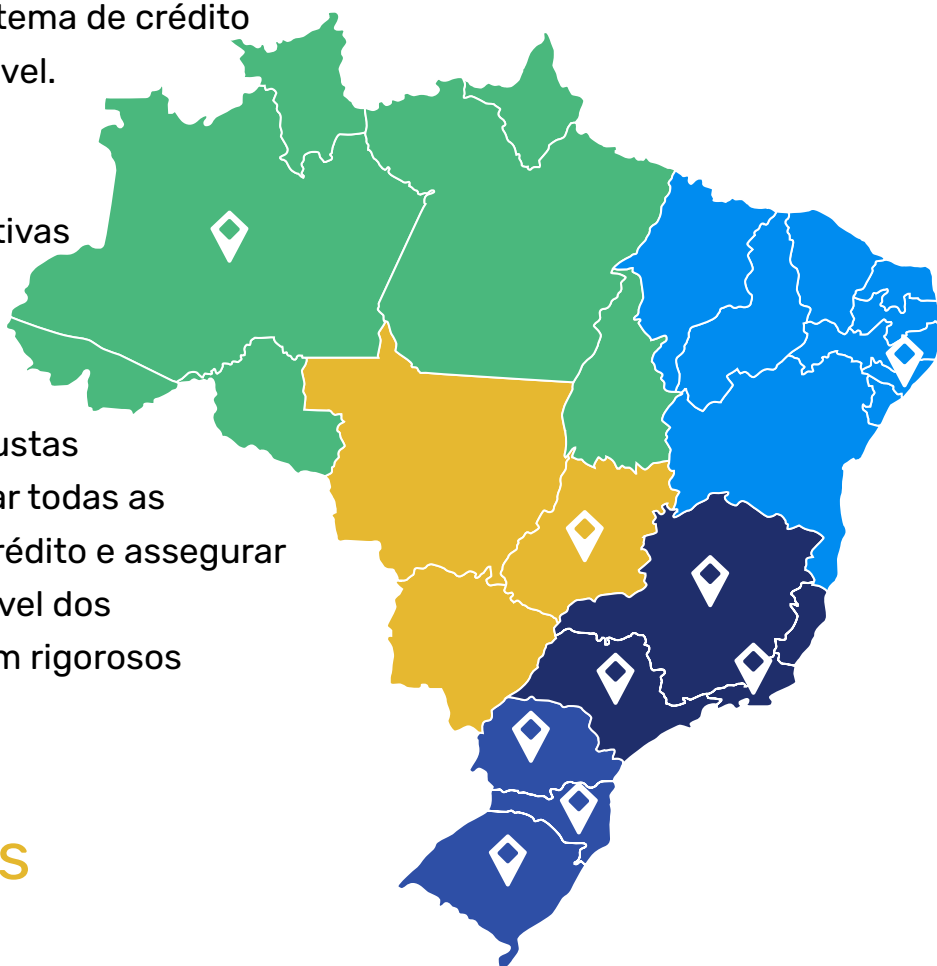 tema de crédito
vel.
tivas
ustas
ar todas as
rédito e assegurar
vel dos
m rigorosos
s